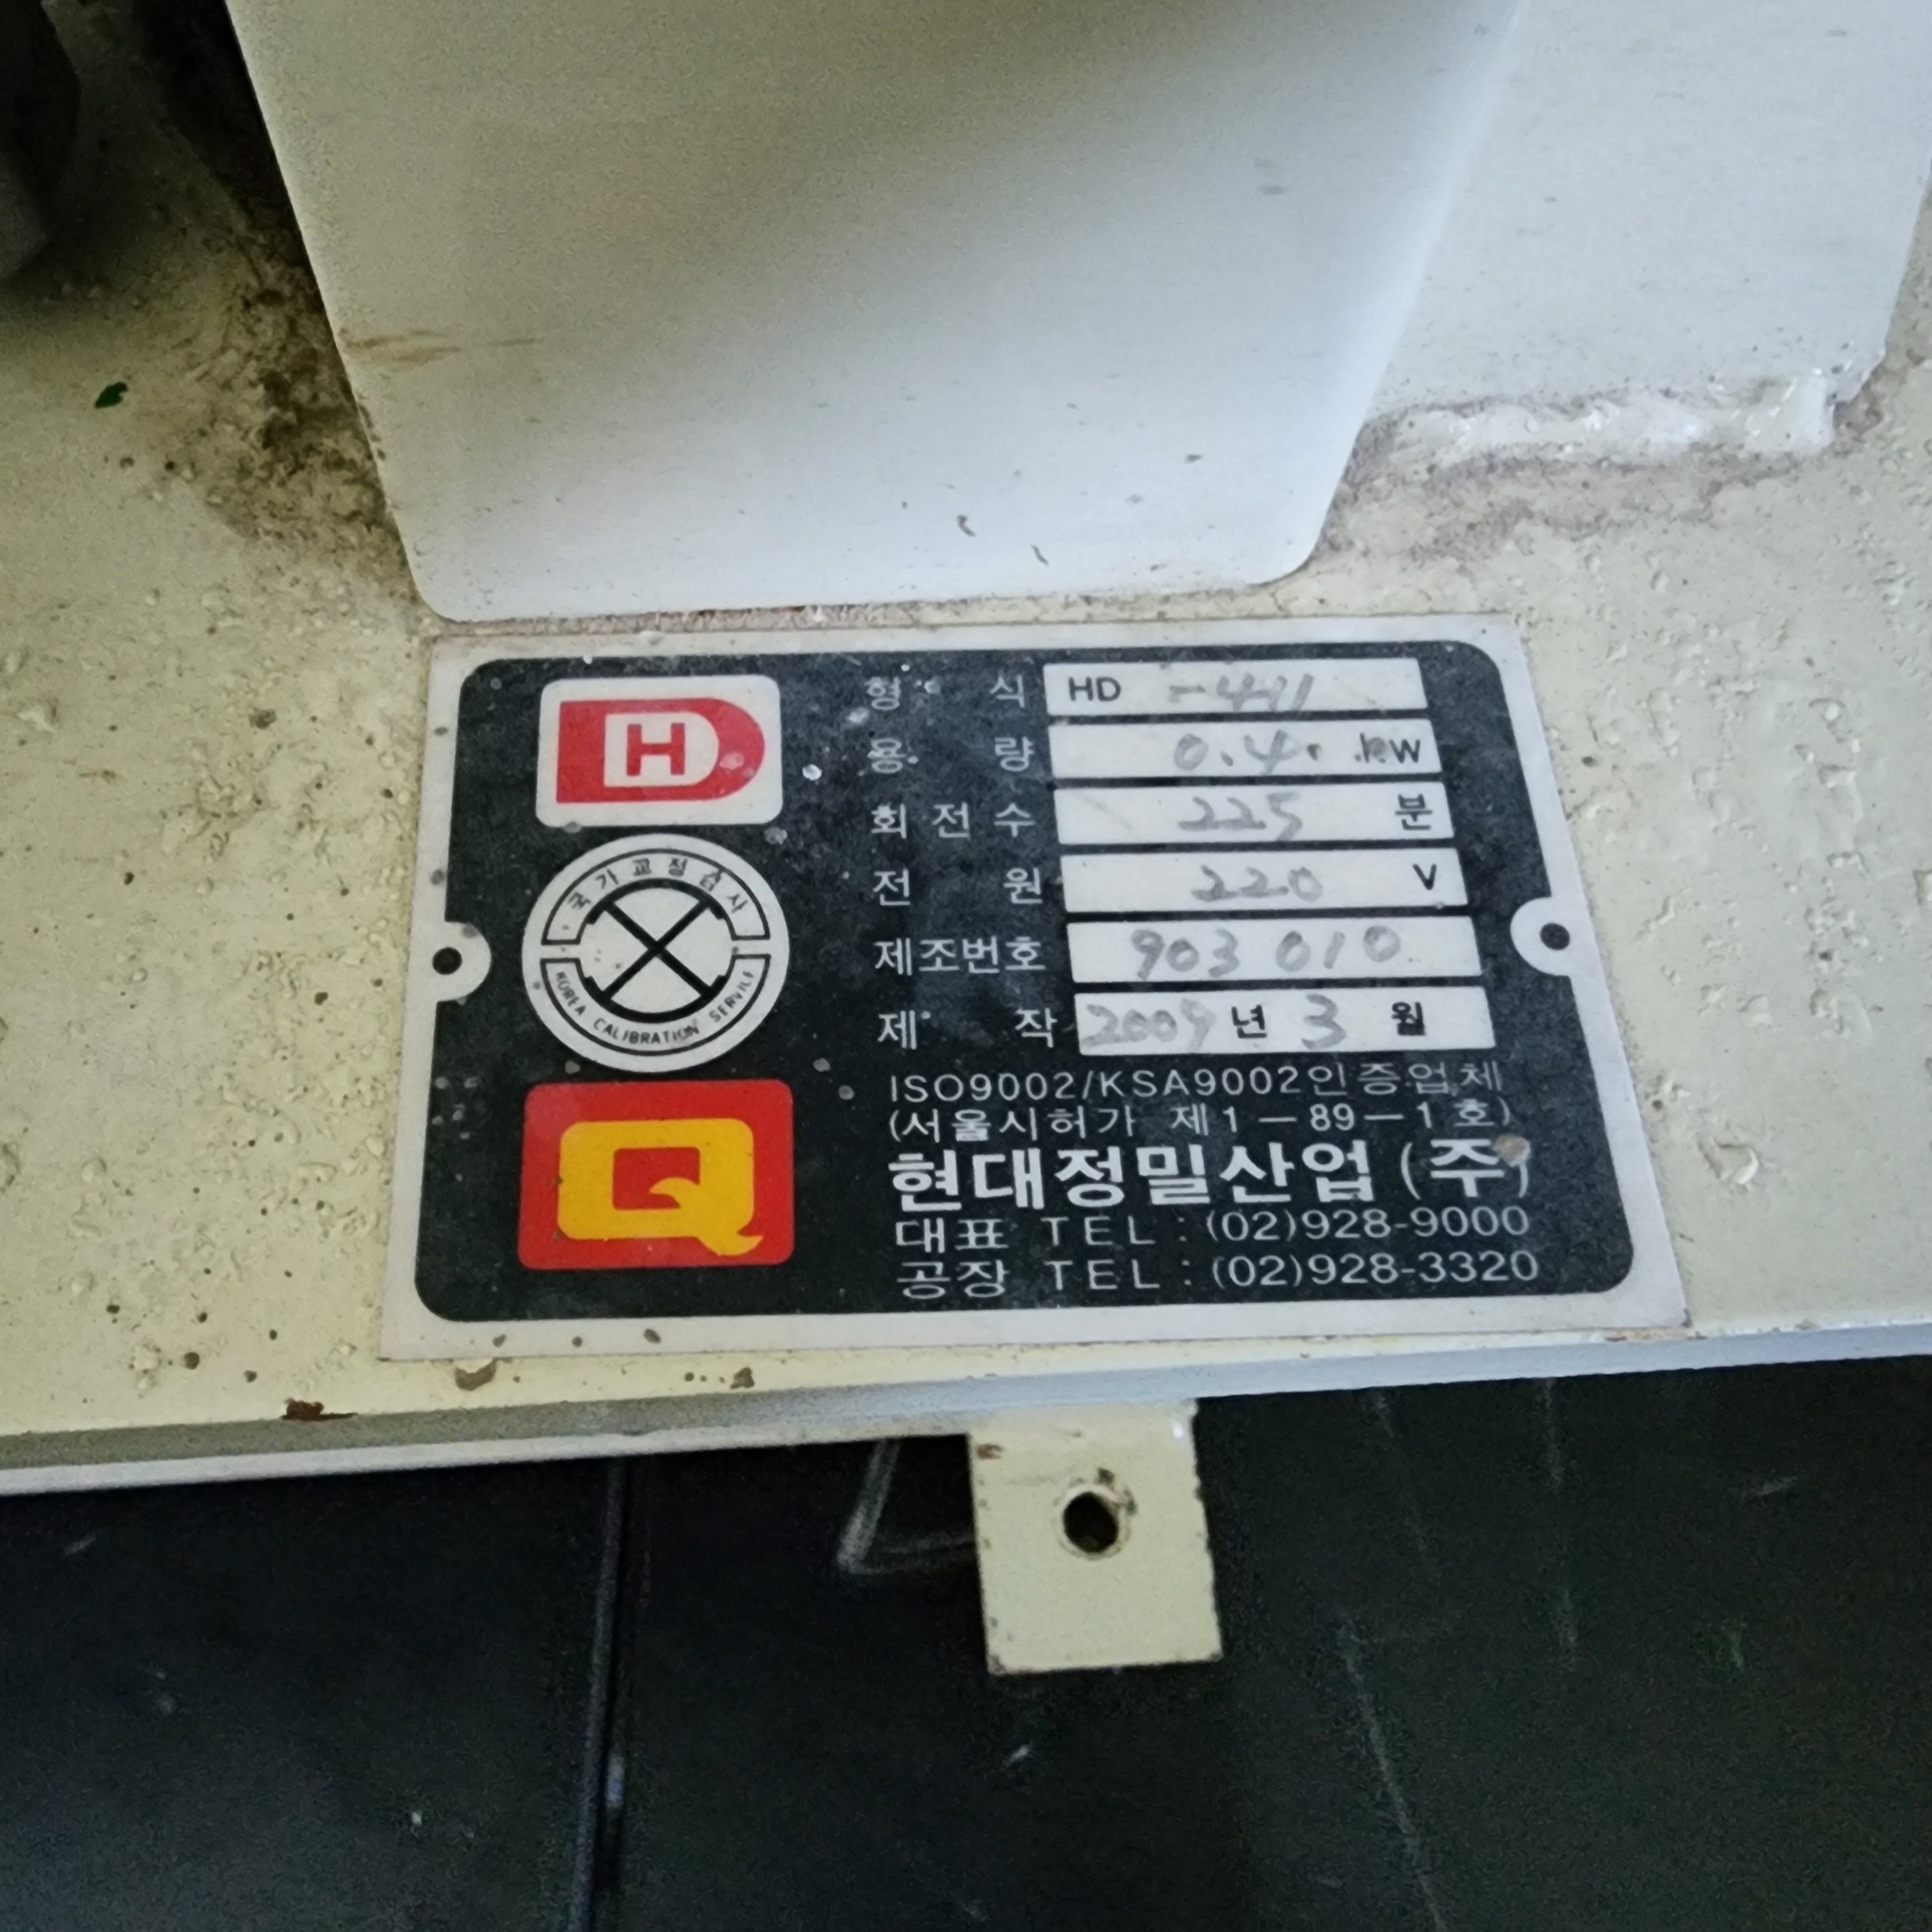 HD
형 식 HD -411
용 량 0.4 kW
회 전 수 225 분
전 원 220 V
제조번호 903 010
제 작 2009 년 3 월
국가교정검사
KOREA CALIBRATION SERVICE
Q
ISO9002/KSA9002인증업체
(서울시허가 제1-89-1호)
현대정밀산업(주)
대표 TEL : (02)928-9000
공장 TEL : (02)928-3320